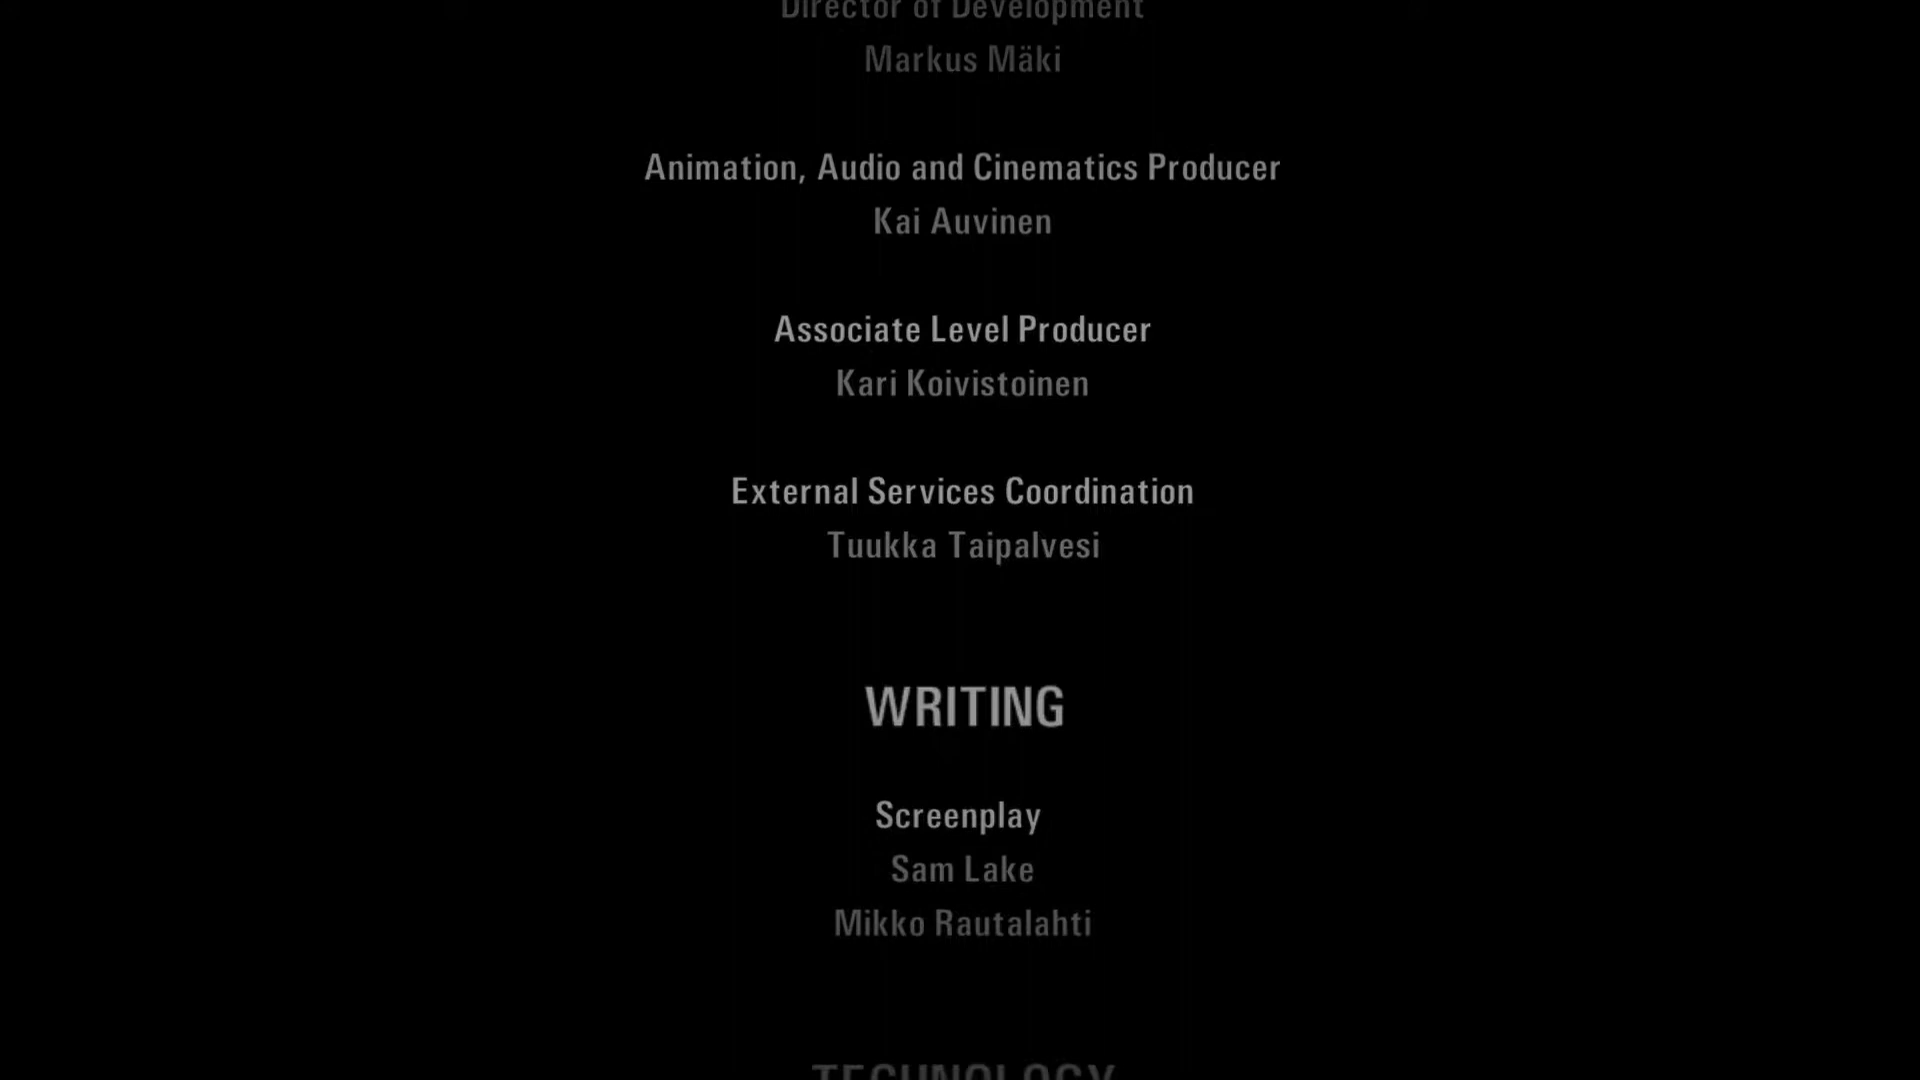 Director of Development
Markus Mäki
Animation, Audio and Cinematics Producer
Kai Auvinen
Associate Level Producer
Kari Koivistoinen
External Services Coordination
Tuukka Taipalvesi
WRITING
Screenplay
Sam Lake
Mikko Rautalahti
TECHNOLOGY